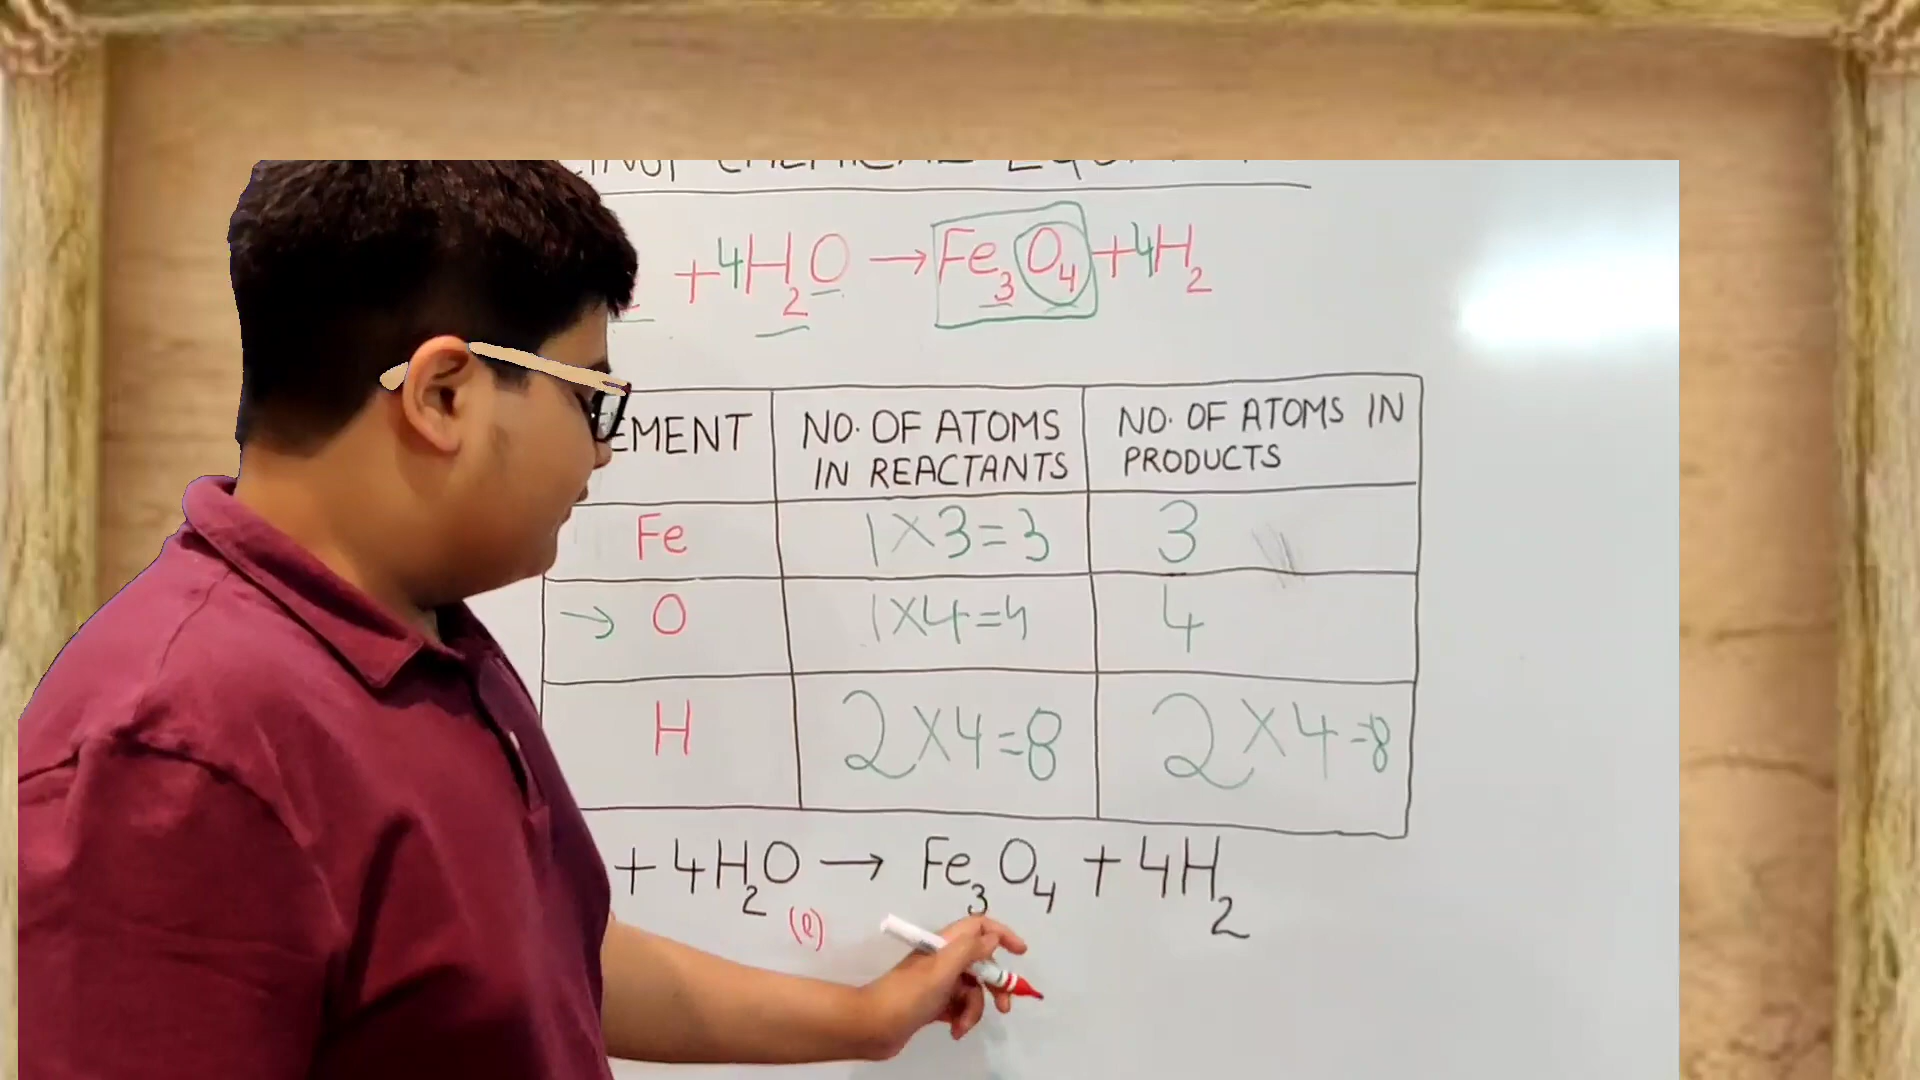 CHEMICAL
+4H₂O → Fe₃O₄ +4H₂
EMENT
NO. OF ATOMS
IN REACTANTS
NO. OF ATOMS IN
PRODUCTS
Fe
1×3=3
3
→ O
1×4=4
4
H
2×4=8
2×4=8
+ 4H₂O → Fe₃O₄ + 4H₂
(l)